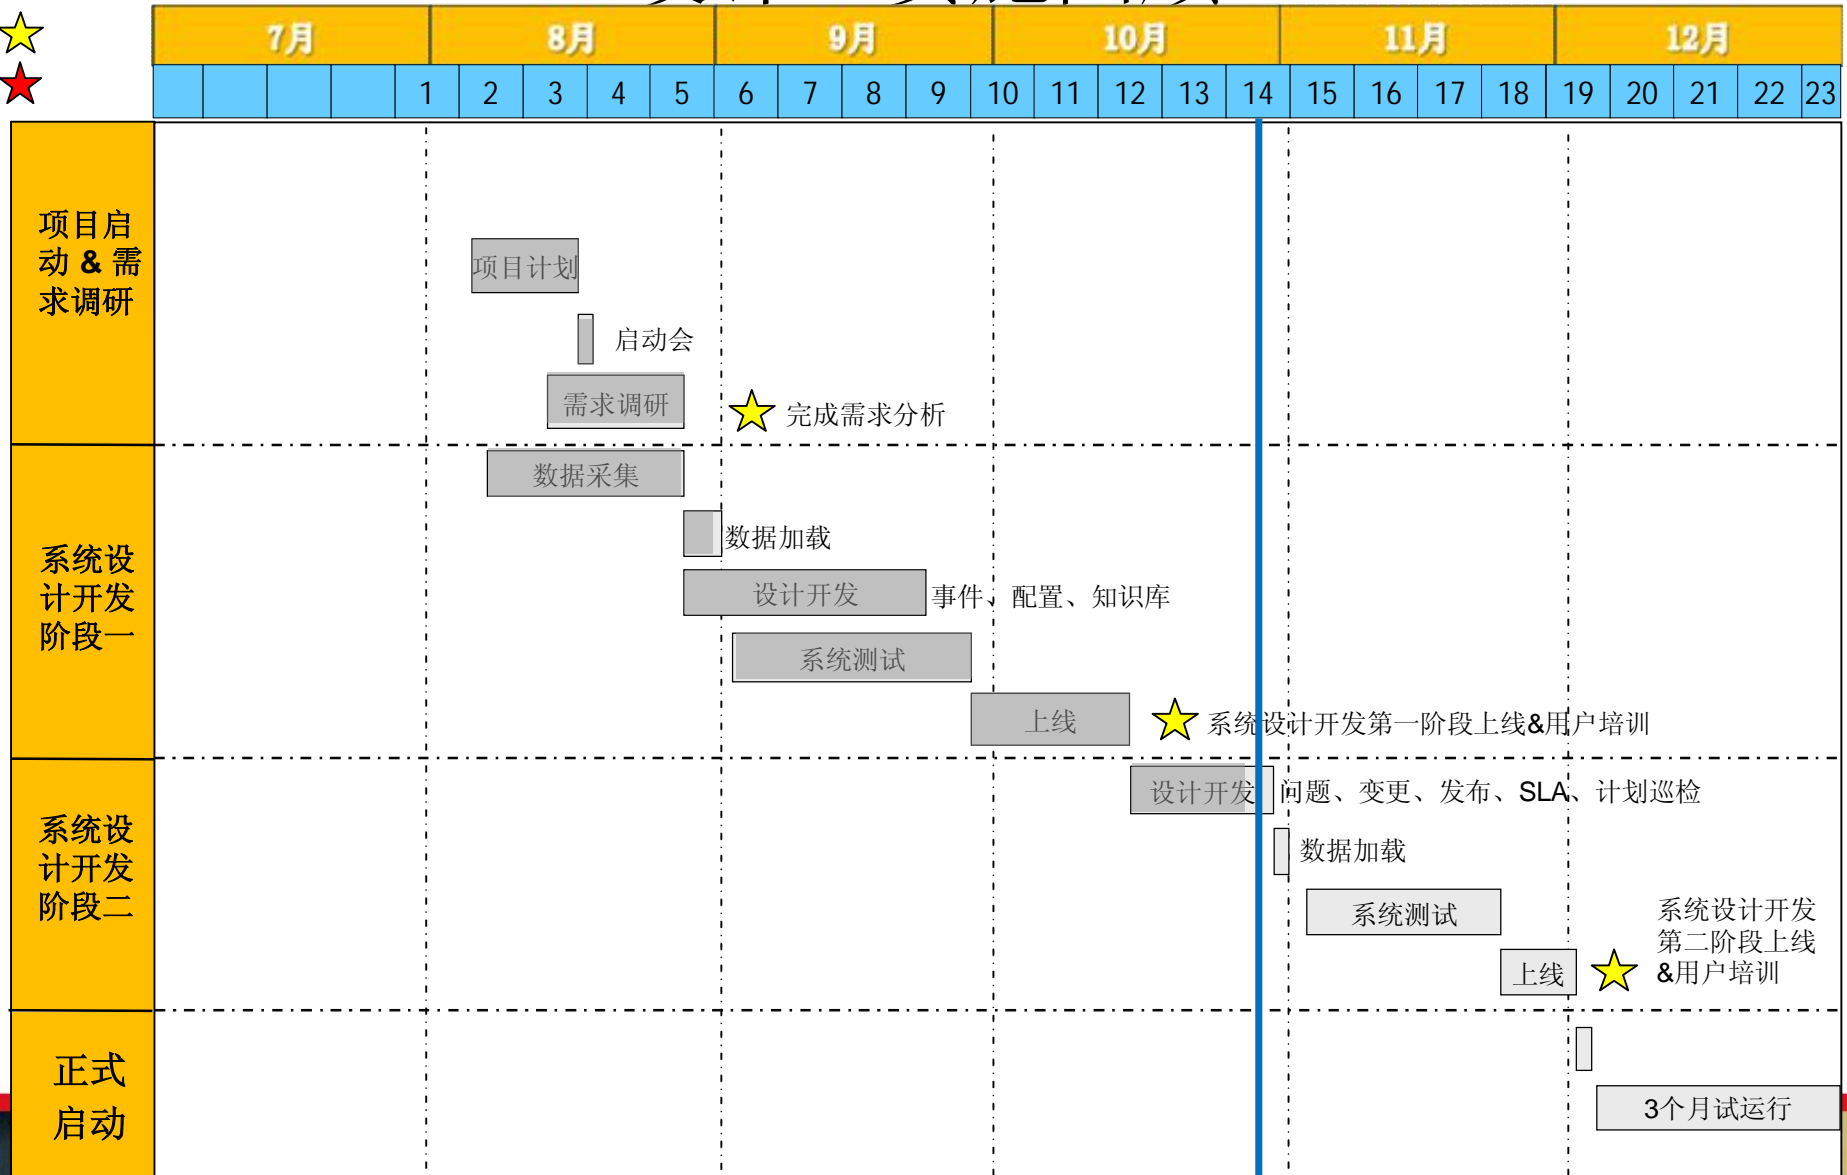 7月 8月 9月 10月 11月 12月
1 2 3 4 5 6 7 8 9 10 11 12 13 14 15 16 17 18 19 20 21 22 23
项目启
动 & 需
求调研
项目计划
启动会
需求调研
完成需求分析
系统设
计开发
阶段一
数据采集
数据加载
设计开发
事件、配置、知识库
系统测试
上线
系统设计开发第一阶段上线&用户培训
系统设
计开发
阶段二
设计开发
问题、变更、发布、SLA、计划巡检
数据加载
系统测试
上线
系统设计开发
第二阶段上线
&用户培训
正式
启动
3个月试运行